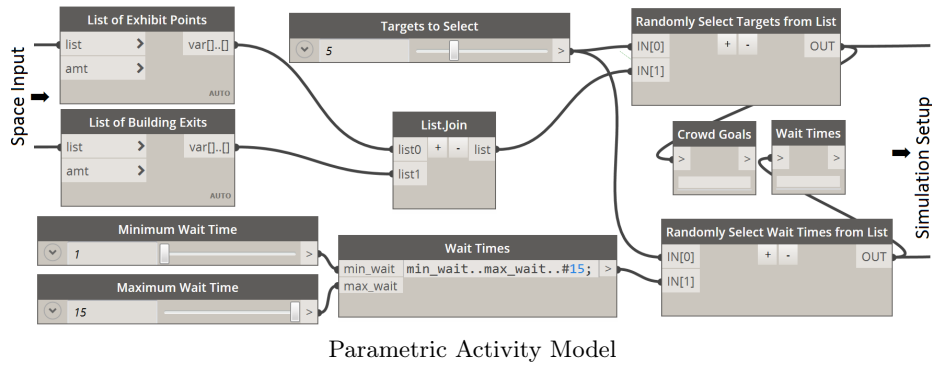 Space Input
List of Exhibit Points
list > var[]..[]
amt >
AUTO
List of Building Exits
list > var[]..[]
amt >
AUTO
Targets to Select
5 >
List.Join
list0 + - list
list1
Randomly Select Targets from List
IN[0] + - OUT
IN[1]
Crowd Goals
> >
Wait Times
> >
Simulation Setup
Minimum Wait Time
1 >
Maximum Wait Time
15 >
Wait Times
min_wait min_wait..max_wait..#15; >
max_wait
Randomly Select Wait Times from List
IN[0] + - OUT
IN[1]
Parametric Activity Model